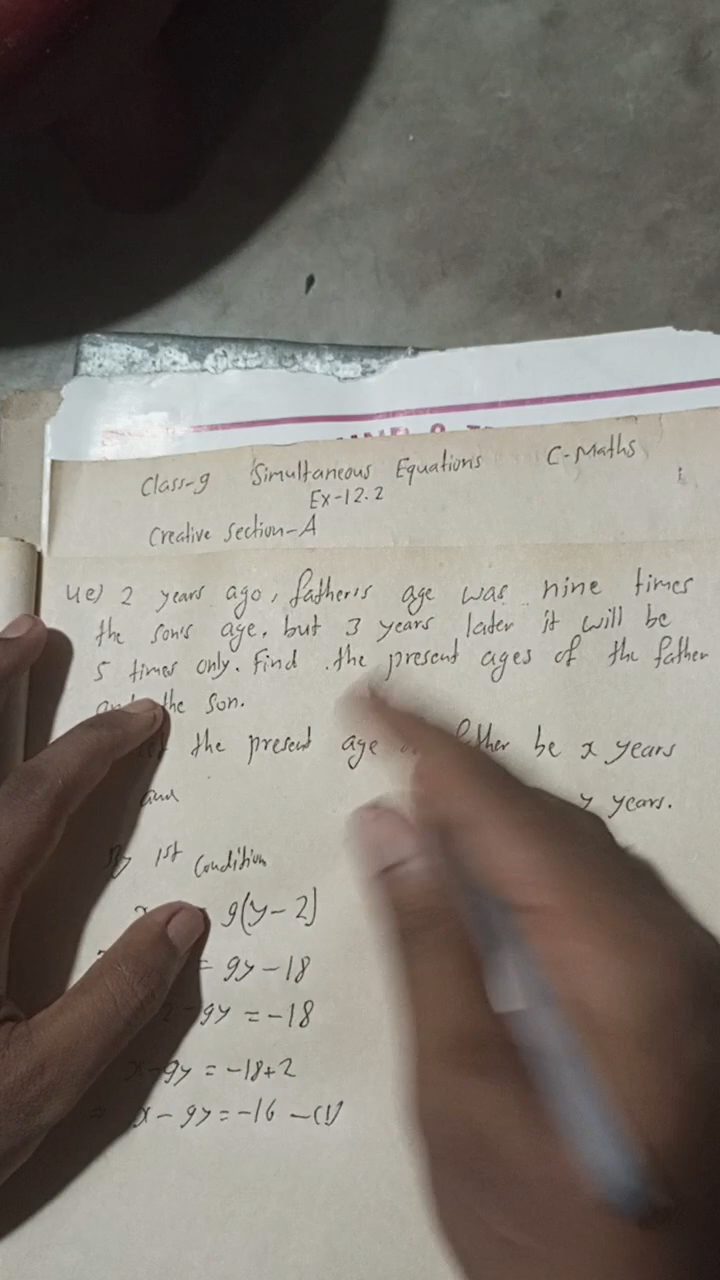 Class-9 Simultaneous Equations C-Maths
Ex-12.2
Creative Section-A
4e) 2 years ago, father's age was nine times
the son's age. but 3 years later it will be
5 times only. Find the present ages of the father
the son.
the present age be x years
and y years.
By 1st Condition
9(y-2)
= 9y-18
2-9y = -18
x-9y = -18+2
x-9y = -16 -(1)